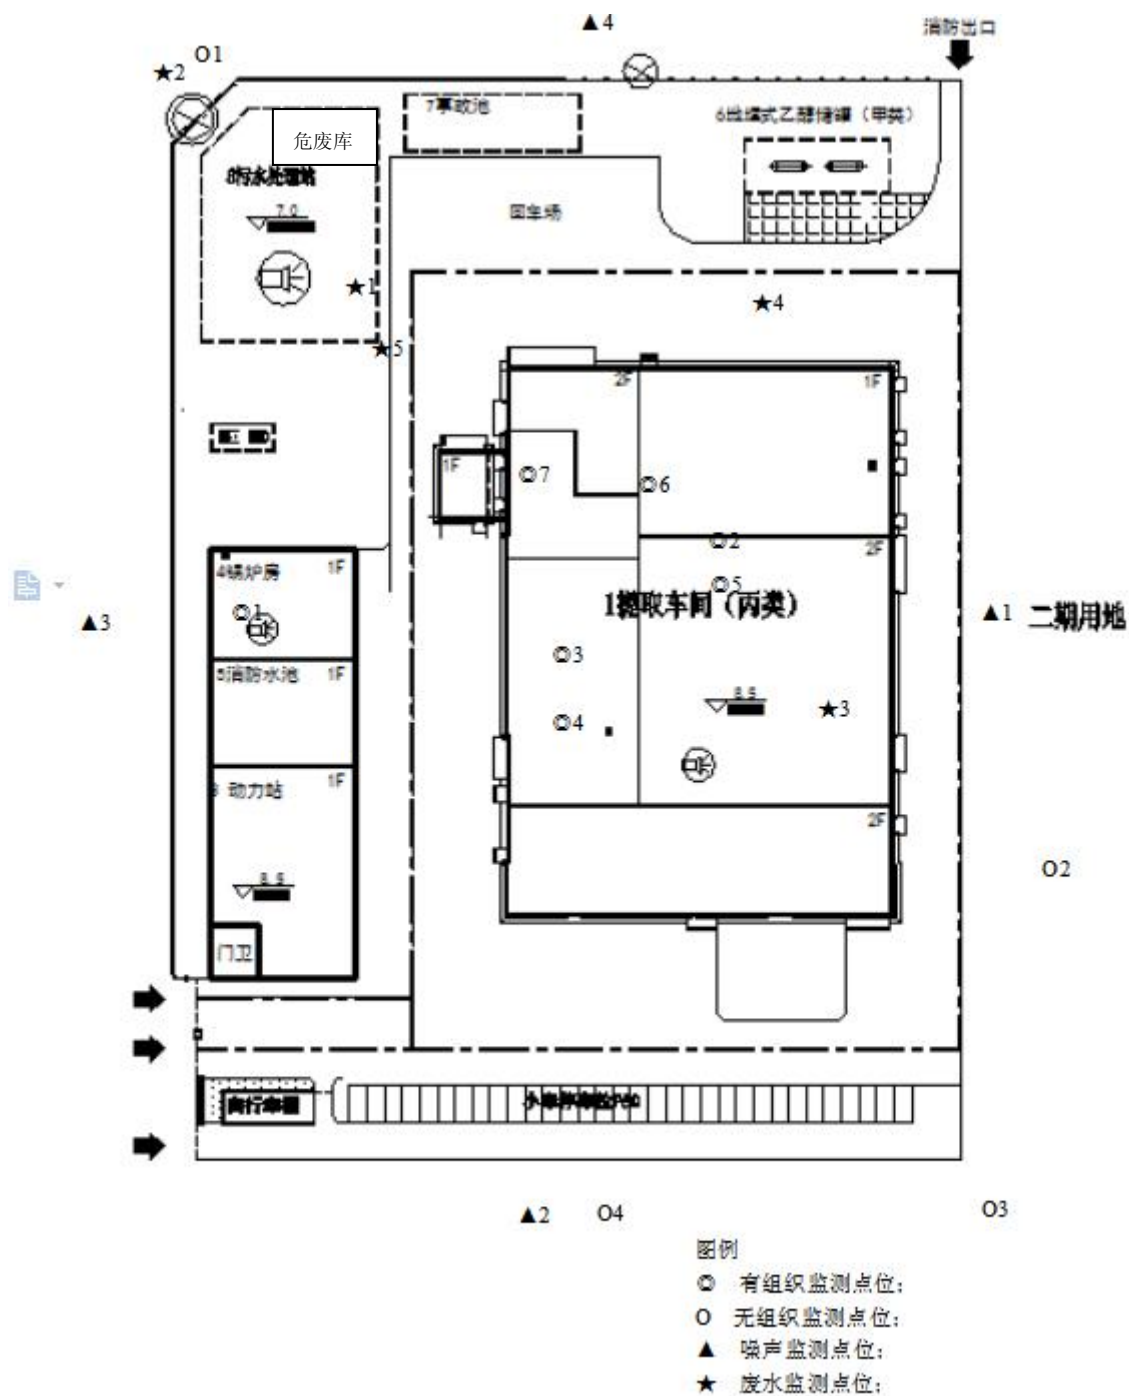 ▲4
消防出口
O1
★2
7事故池
6地埋式乙醇储罐（甲类）
危废库
8污水处理站
7.0
回车场
★1
★4
★5
2F
1F
1F
◎7
◎6
◎2
2F
◎5
1提取车间（丙类）
4锅炉房
1F
◎1
▲3
▲1
二期用地
◎3
5消防水池
1F
8.5
★3
◎4
动力站
1F
2F
O2
8.5
门卫
自行车棚
▲2
O4
O3
图例
◎ 有组织监测点位；
O 无组织监测点位；
▲ 噪声监测点位；
★ 废水监测点位；